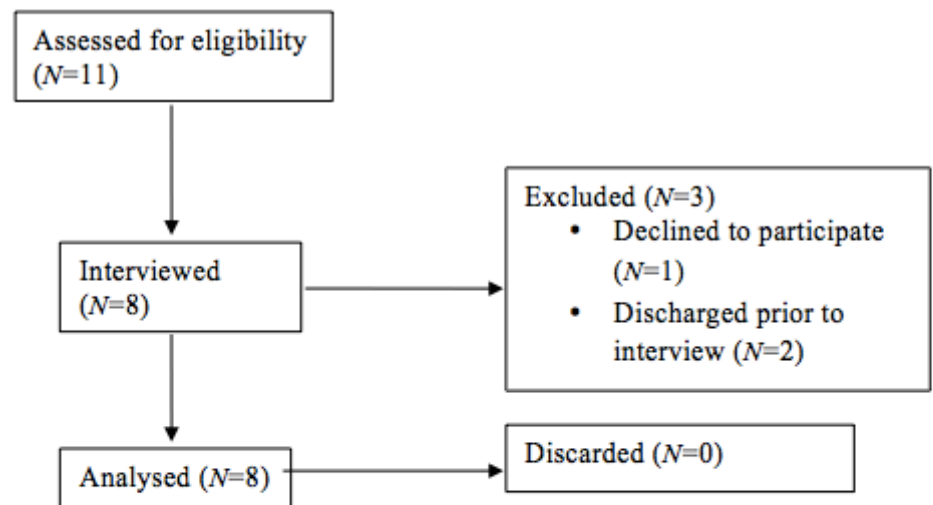 Assessed for eligibility
(N=11)
Excluded (N=3)
• Declined to participate
(N=1)
• Discharged prior to
interview (N=2)
Interviewed
(N=8)
Discarded (N=0)
Analysed (N=8)